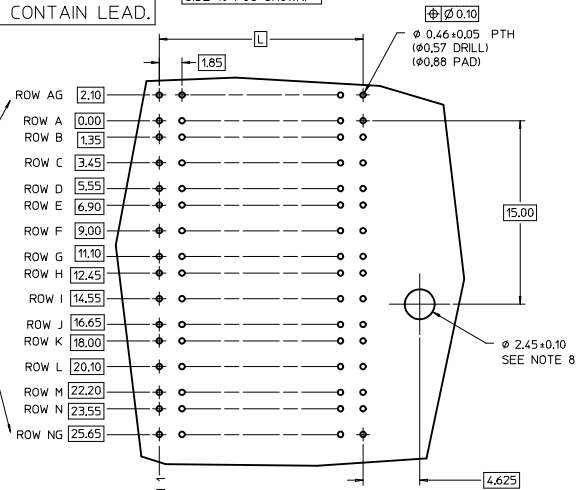 CONTAIN LEAD.
L
1.85
⌖ Ø 0.10
Ø 0.46±0.05 PTH
(Ø0.57 DRILL)
(Ø0.88 PAD)
ROW AG 2.10
ROW A 0.00
ROW B 1.35
ROW C 3.45
ROW D 5.55
ROW E 6.90
ROW F 9.00
ROW G 11.10
ROW H 12.45
ROW I 14.55
ROW J 16.65
ROW K 18.00
ROW L 20.10
ROW M 22.20
ROW N 23.55
ROW NG 25.65
15.00
Ø 2.45±0.10
SEE NOTE 8
4.625